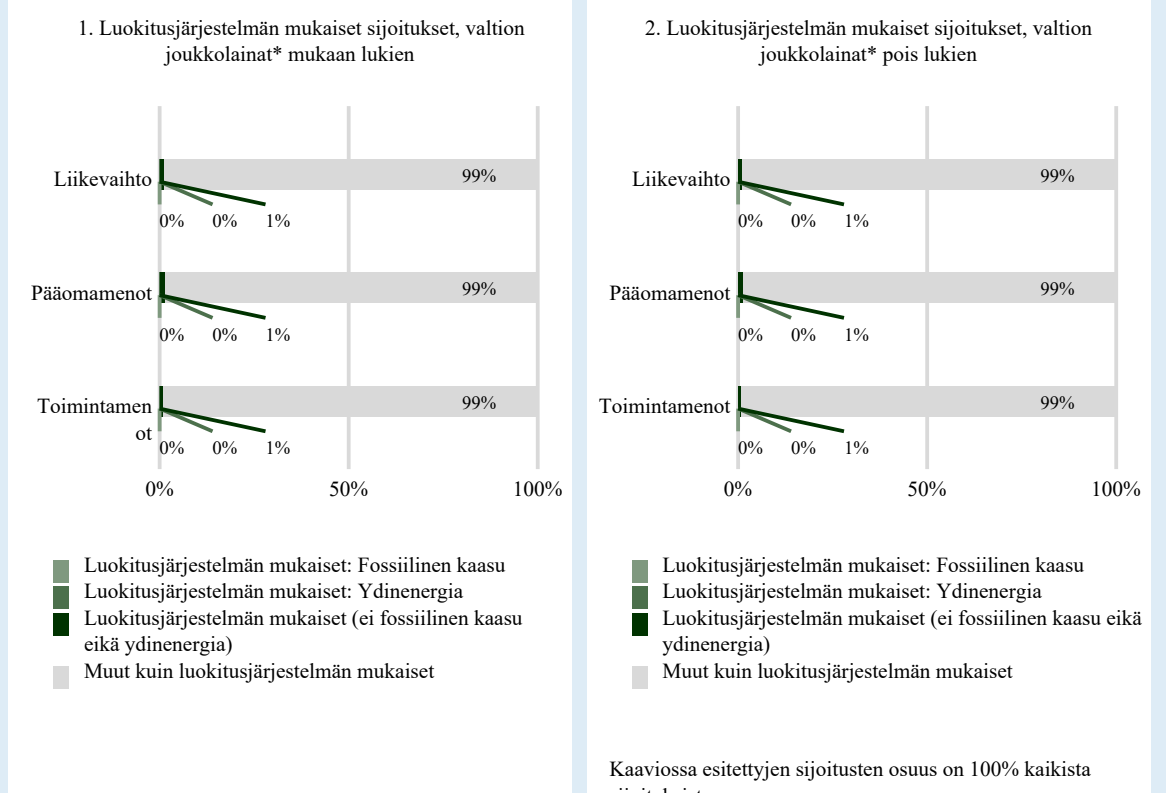 1. Luokitusjärjestelmän mukaiset sijoitukset, valtion
joukkolainat* mukaan lukien
Liikevaihto
99%
0% 0% 1%
Pääomamenot
99%
0% 0% 1%
Toimintamen
ot
99%
0% 0% 1%
0% 50% 100%
Luokitusjärjestelmän mukaiset: Fossiilinen kaasu
Luokitusjärjestelmän mukaiset: Ydinenergia
Luokitusjärjestelmän mukaiset (ei fossiilinen kaasu
eikä ydinenergia)
Muut kuin luokitusjärjestelmän mukaiset
2. Luokitusjärjestelmän mukaiset sijoitukset, valtion
joukkolainat* pois lukien
Liikevaihto
99%
0% 0% 1%
Pääomamenot
99%
0% 0% 1%
Toimintamenot
99%
0% 0% 1%
0% 50% 100%
Luokitusjärjestelmän mukaiset: Fossiilinen kaasu
Luokitusjärjestelmän mukaiset: Ydinenergia
Luokitusjärjestelmän mukaiset (ei fossiilinen kaasu eikä
ydinenergia)
Muut kuin luokitusjärjestelmän mukaiset
Kaaviossa esitettyjen sijoitusten osuus on 100% kaikista